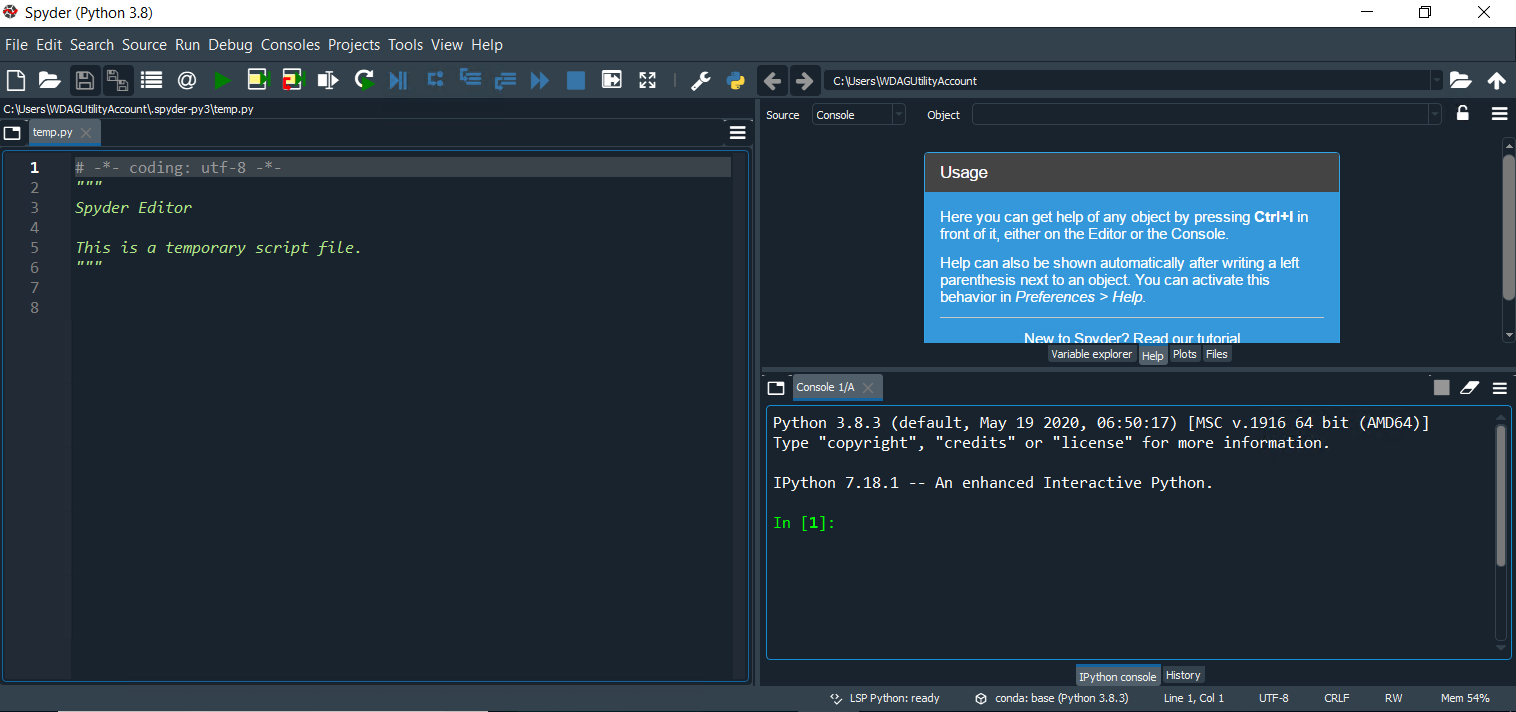 Spyder (Python 3.8)
File Edit Search Source Run Debug Consoles Projects Tools View Help
C:\Users\WDAGUtilityAccount
C:\Users\WDAGUtilityAccount\.spyder-py3\temp.py
temp.py
1 # -*- coding: utf-8 -*-
2 """
3 Spyder Editor
4
5 This is a temporary script file.
6 """
7
8
Source Console Object
Usage
Here you can get help of any object by pressing Ctrl+I in
front of it, either on the Editor or the Console.
Help can also be shown automatically after writing a left
parenthesis next to an object. You can activate this
behavior in Preferences > Help.
New to Spyder? Read our tutorial
Variable explorer Help Plots Files
Console 1/A
Python 3.8.3 (default, May 19 2020, 06:50:17) [MSC v.1916 64 bit (AMD64)]
Type "copyright", "credits" or "license" for more information.
IPython 7.18.1 -- An enhanced Interactive Python.
In [1]:
IPython console History
LSP Python: ready conda: base (Python 3.8.3) Line 1, Col 1 UTF-8 CRLF RW Mem 54%